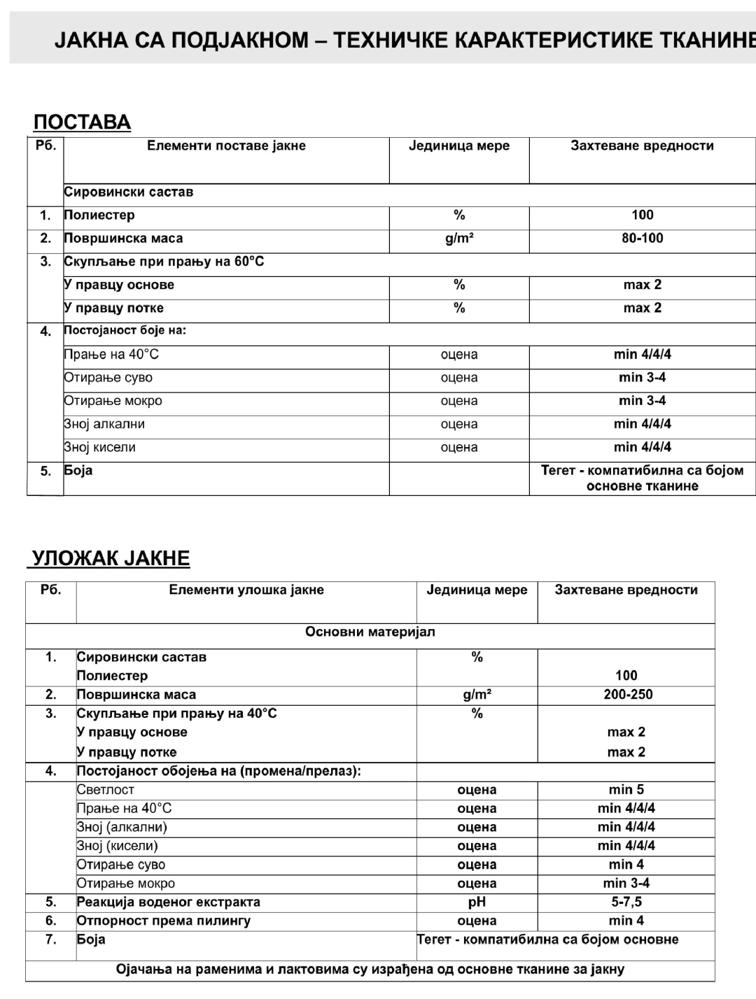 ЈАКНА СА ПОДЈАКНОМ – ТЕХНИЧКЕ КАРАКТЕРИСТИКЕ ТКАНИНЕ
ПОСТАВА
Рб. Елементи поставе јакне Јединица мере Захтеване вредности
Сировински састав
1. Полиестер % 100
2. Површинска маса g/m² 80-100
3. Скупљање при прању на 60°C
У правцу основе % max 2
У правцу потке % max 2
4. Постојаност боје на:
Прање на 40°C оцена min 4/4/4
Отирање суво оцена min 3-4
Отирање мокро оцена min 3-4
Зној алкални оцена min 4/4/4
Зној кисели оцена min 4/4/4
5. Боја Тегет - компатибилна са бојом
основне тканине
УЛОЖАК ЈАКНЕ
Рб. Елементи улошка јакне Јединица мере Захтеване вредности
Основни материјал
1. Сировински састав %
Полиестер 100
2. Површинска маса g/m² 200-250
3. Скупљање при прању на 40°C %
У правцу основе max 2
У правцу потке max 2
4. Постојаност обојења на (промена/прелаз):
Светлост оцена min 5
Прање на 40°C оцена min 4/4/4
Зној (алкални) оцена min 4/4/4
Зној (кисели) оцена min 4/4/4
Отирање суво оцена min 4
Отирање мокро оцена min 3-4
5. Реакција воденог екстракта pH 5-7,5
6. Отпорност према пилингу оцена min 4
7. Боја Тегет - компатибилна са бојом основне
Ојачања на раменима и лактовима су израђена од основне тканине за јакну